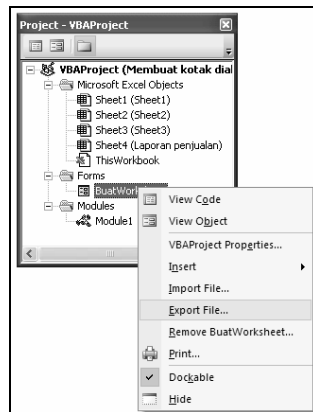 Project - VBAProject
VBAProject (Membuat kotak dial
Microsoft Excel Objects
Sheet1 (Sheet1)
Sheet2 (Sheet2)
Sheet3 (Sheet3)
Sheet4 (Laporan penjualan)
ThisWorkbook
Forms
Modules
Module1
View Code
View Object
VBAProject Properties...
Insert
Import File...
Export File...
Remove BuatWorksheet...
Print...
Dockable
Hide